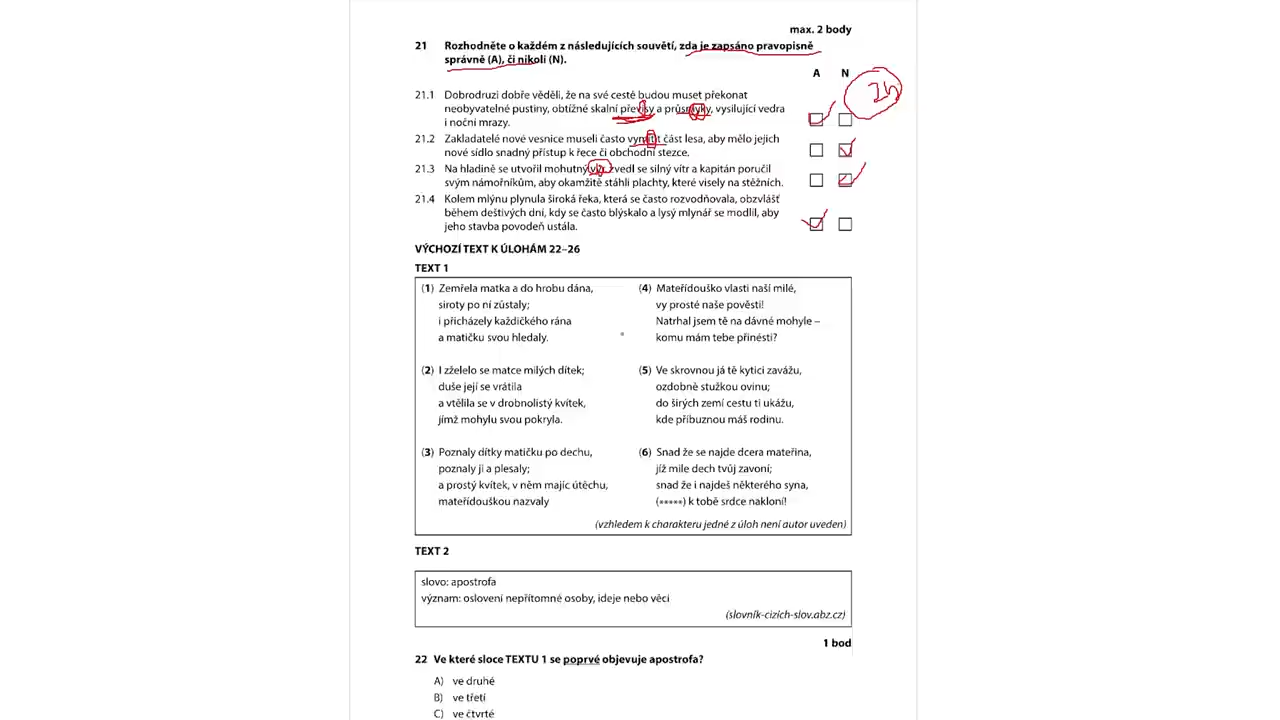 max. 2 body
21 Rozhodněte o každém z následujících souvětí, zda je zapsáno pravopisně
správně (A), či nikoli (N).
A N
2b
21.1 Dobrodruzi dobře věděli, že na své cestě budou muset překonat
neobyvatelné pustiny, obtížné skalní převisy a průsmyky, vysilující vedra
i noční mrazy.
21.2 Zakladatelé nové vesnice museli často vymítit část lesa, aby mělo jejich
nové sídlo snadný přístup k řece či obchodní stezce.
21.3 Na hladině se utvořil mohutný vír, zvedl se silný vítr a kapitán poručil
svým námořníkům, aby okamžitě stáhli plachty, které visely na stěžních.
21.4 Kolem mlýnu plynula široká řeka, která se často rozvodňovala, obzvlášť
během deštivých dní, kdy se často blýskalo a lysý mlynář se modlil, aby
jeho stavba povodeň ustála.
VÝCHOZÍ TEXT K ÚLOHÁM 22–26
TEXT 1
(1) Zemřela matka a do hrobu dána,
siroty po ní zůstaly;
i přicházely každičkého rána
a matičku svou hledaly.
(2) I zželelo se matce milých dítek;
duše její se vrátila
a vtělila se v drobnolistý kvítek,
jímž mohylu svou pokryla.
(3) Poznaly dítky matičku po dechu,
poznaly ji a plesaly;
a prostý kvítek, v něm majíc útěchu,
mateřídouškou nazvaly
(4) Mateřídouško vlasti naší milé,
vy prosté naše pověsti!
Natrhal jsem tě na dávné mohyle –
komu mám tebe přinésti?
(5) Ve skrovnou já tě kytici zavážu,
ozdobně stužkou ovinu;
do širých zemí cestu ti ukážu,
kde příbuznou máš rodinu.
(6) Snad že se najde dcera mateřina,
jíž mile dech tvůj zavoní;
snad že i najdeš některého syna,
(*****) k tobě srdce nakloní!
(vzhledem k charakteru jedné z úloh není autor uveden)
TEXT 2
slovo: apostrofa
význam: oslovení nepřítomné osoby, ideje nebo věci
(slovník-cizích-slov.abz.cz)
1 bod
22 Ve které sloce TEXTU 1 se poprvé objevuje apostrofa?
A) ve druhé
B) ve třetí
C) ve čtvrté